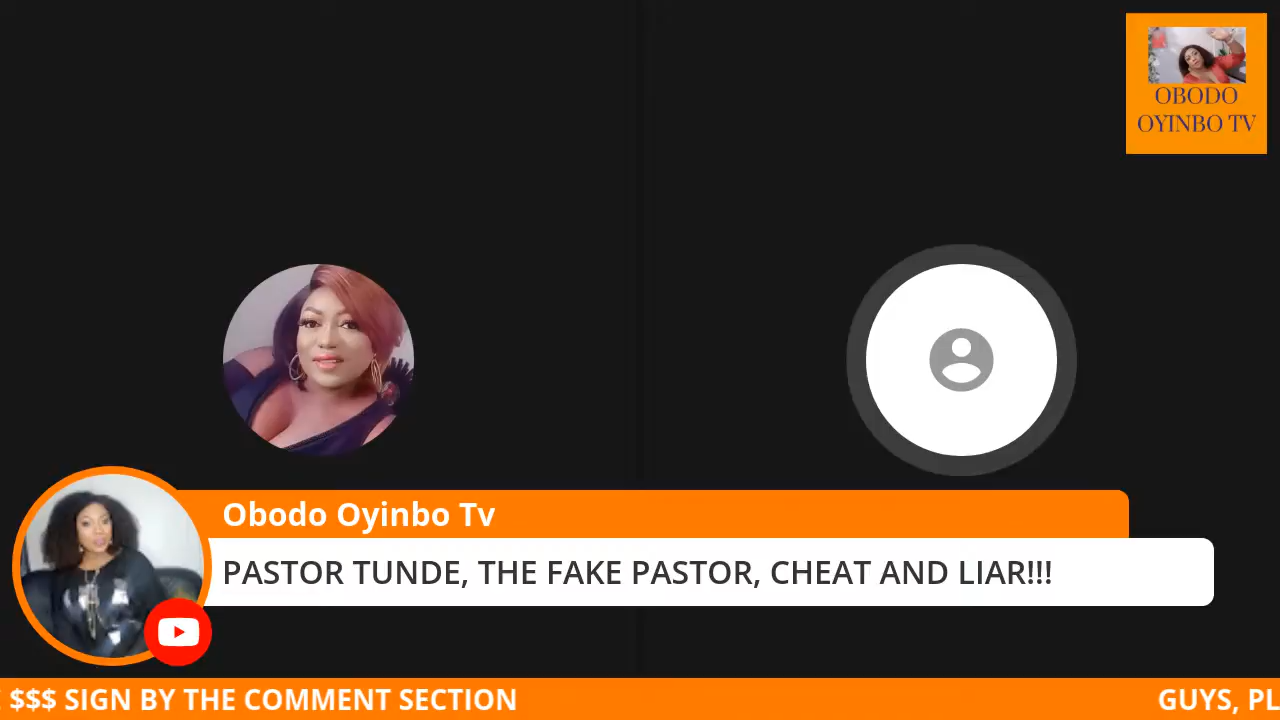 OBODO
OYINBO TV
Obodo Oyinbo Tv
PASTOR TUNDE, THE FAKE PASTOR, CHEAT AND LIAR!!!
$$$ SIGN BY THE COMMENT SECTION
GUYS,